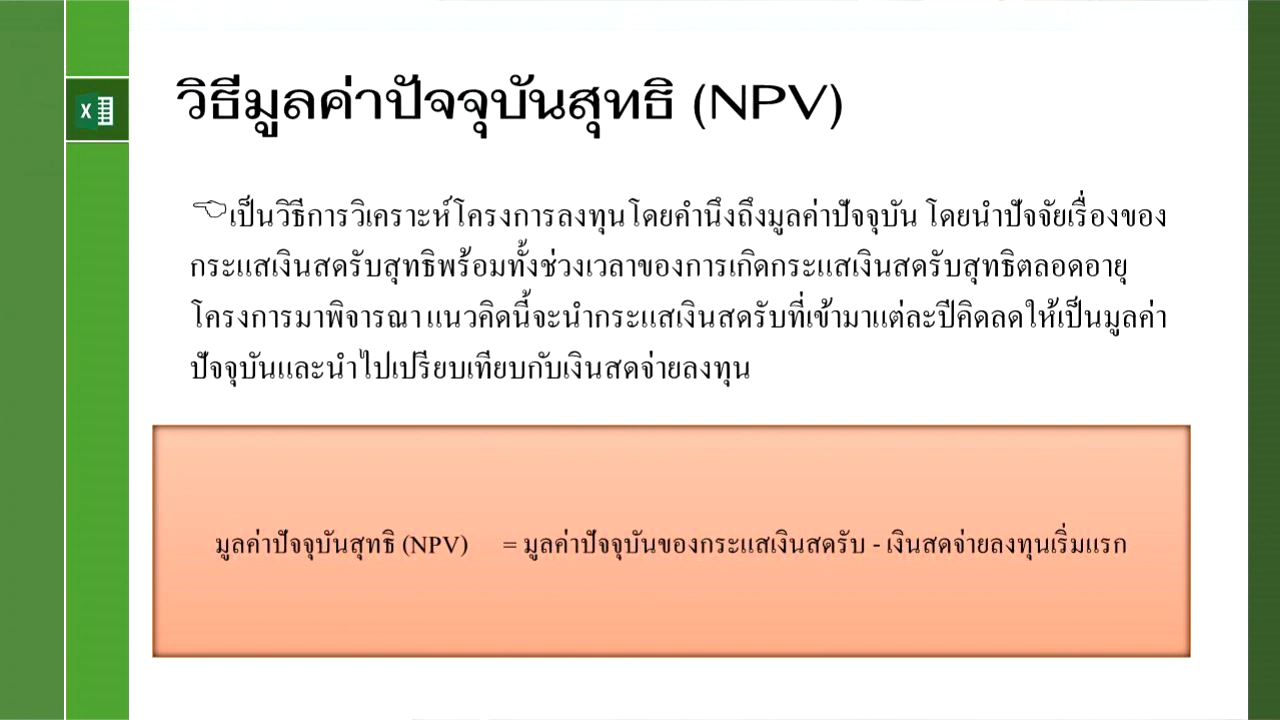 วิธีมูลค่าปัจจุบันสุทธิ (NPV)
X
เป็นวิธีการวิเคราะห์โครงการลงทุนโดยคำนึงถึงมูลค่าปัจจุบัน โดยนำปัจจัยเรื่องของ
กระแสเงินสดรับสุทธิพร้อมทั้งช่วงเวลาของการเกิดกระแสเงินสดรับสุทธิตลอดอายุ
โครงการมาพิจารณา แนวคิดนี้จะนำกระแสเงินสดรับที่เข้ามาแต่ละปีคิดลดให้เป็นมูลค่า
ปัจจุบันและนำไปเปรียบเทียบกับเงินสดจ่ายลงทุน
มูลค่าปัจจุบันสุทธิ (NPV) = มูลค่าปัจจุบันของกระแสเงินสดรับ - เงินสดจ่ายลงทุนเริ่มแรก